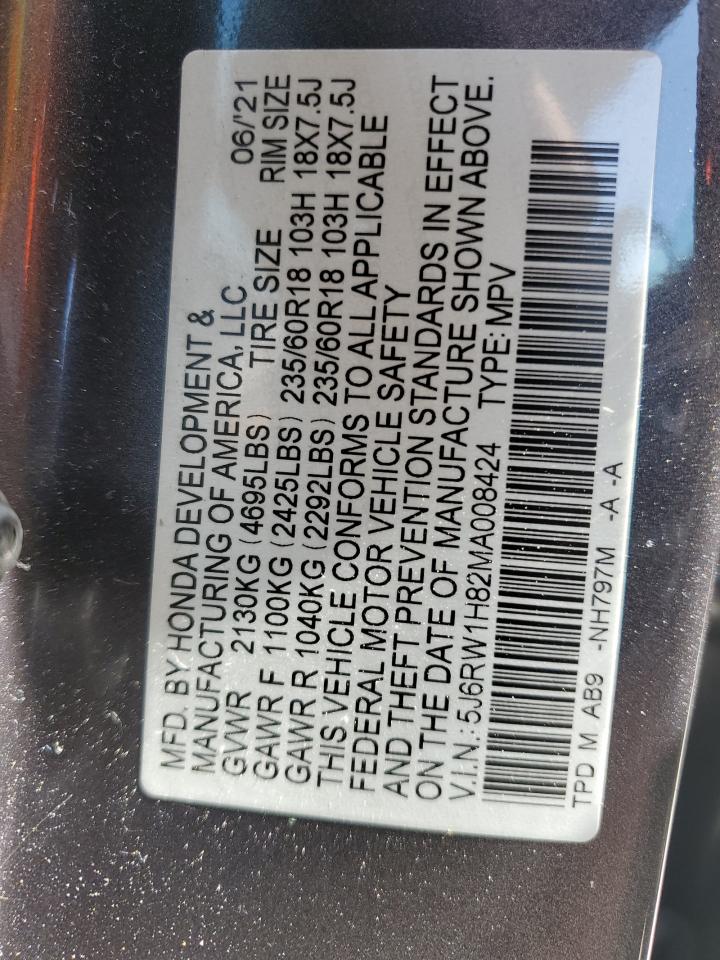 MFD. BY HONDA DEVELOPMENT & 06/'21
MANUFACTURING OF AMERICA, LLC
GVWR 2130KG (4695LBS) TIRE SIZE RIM SIZE
GAWR F 1100KG (2425LBS) 235/60R18 103H 18X7.5J
GAWR R 1040KG (2292LBS) 235/60R18 103H 18X7.5J
THIS VEHICLE CONFORMS TO ALL APPLICABLE
FEDERAL MOTOR VEHICLE SAFETY
AND THEFT PREVENTION STANDARDS IN EFFECT
ON THE DATE OF MANUFACTURE SHOWN ABOVE.
V.I.N.: 5J6RW1H82MA008424 TYPE: MPV
TPD M AB9 -NH797M -A -A